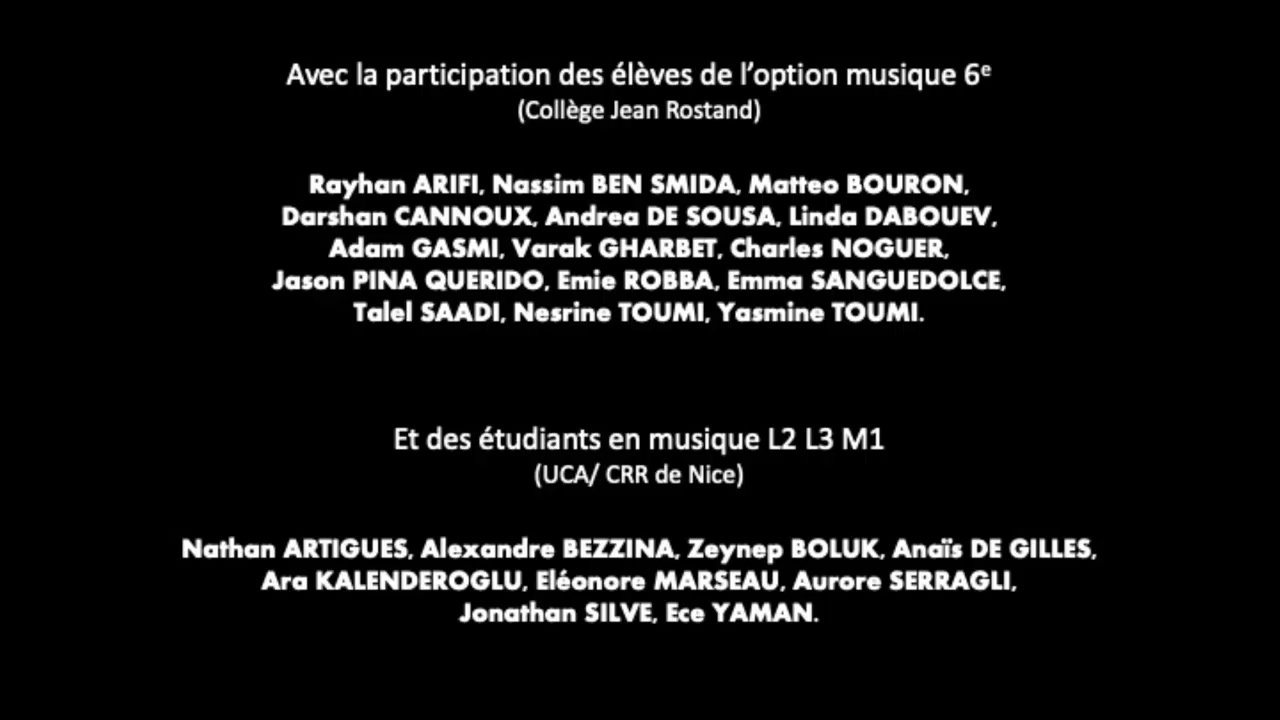 Avec la participation des élèves de l’option musique 6ᵉ
(Collège Jean Rostand)
Rayhan ARIFI, Nassim BEN SMIDA, Matteo BOURON,
Darshan CANNOUX, Andrea DE SOUSA, Linda DABOUEV,
Adam GASMI, Varak GHARBET, Charles NOGUER,
Jason PINA QUERIDO, Emie ROBBA, Emma SANGUEDOLCE,
Talel SAADI, Nesrine TOUMI, Yasmine TOUMI.
Et des étudiants en musique L2 L3 M1
(UCA/ CRR de Nice)
Nathan ARTIGUES, Alexandre BEZZINA, Zeynep BOLUK, Anaïs DE GILLES,
Ara KALENDEROGLU, Eléonore MARSEAU, Aurore SERRAGLI,
Jonathan SILVE, Ece YAMAN.